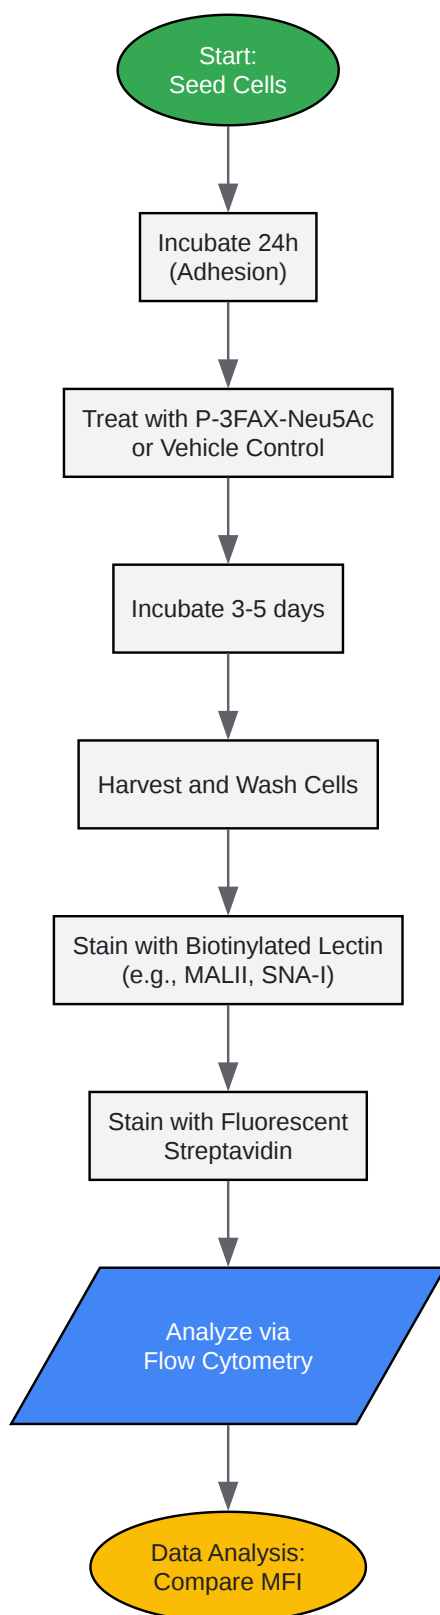 Start:
Seed Cells
Incubate 24h
(Adhesion)
Treat with P-3FAX-Neu5Ac
or Vehicle Control
Incubate 3-5 days
Harvest and Wash Cells
Stain with Biotinylated Lectin
(e.g., MALII, SNA-I)
Stain with Fluorescent
Streptavidin
Analyze via
Flow Cytometry
Data Analysis:
Compare MFI